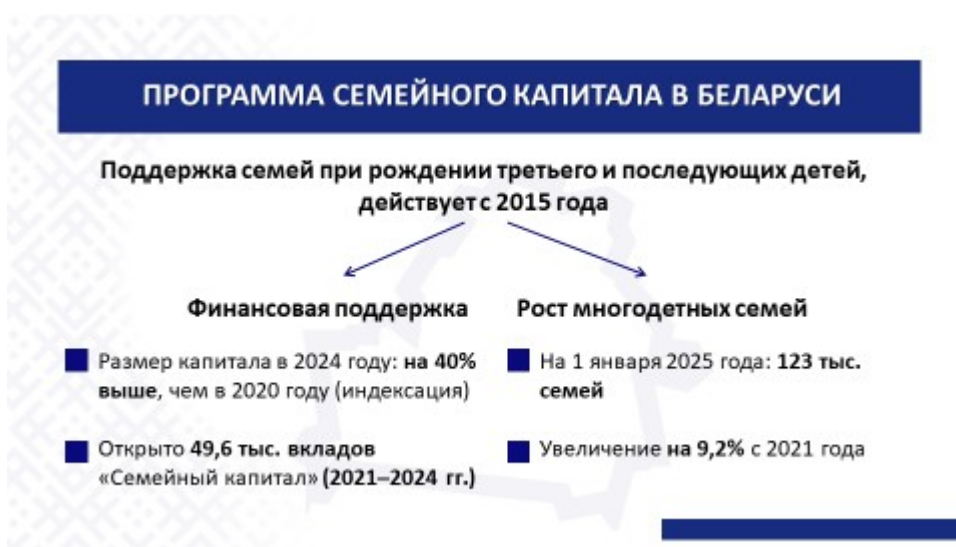 ПРОГРАММА СЕМЕЙНОГО КАПИТАЛА В БЕЛАРУСИ
Поддержка семей при рождении третьего и последующих детей,
действует с 2015 года
Финансовая поддержка
Размер капитала в 2024 году: на 40%
выше, чем в 2020 году (индексация)
Открыто 49,6 тыс. вкладов
«Семейный капитал» (2021–2024 гг.)
Рост многодетных семей
На 1 января 2025 года: 123 тыс.
семей
Увеличение на 9,2% с 2021 года